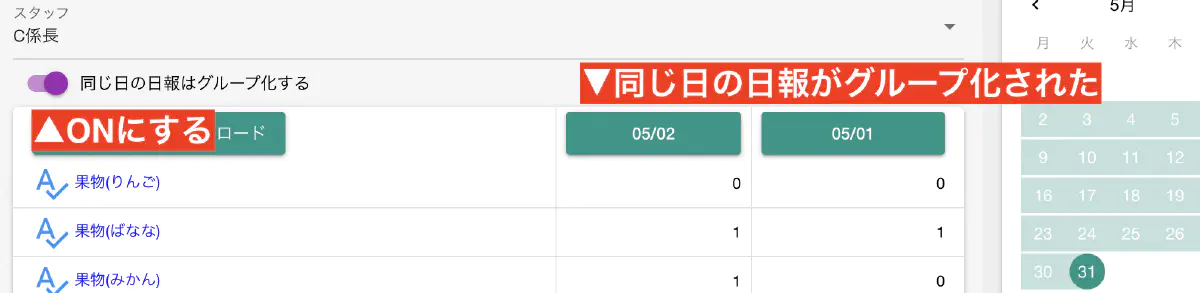 スタッフ
C係長
同じ日の日報はグループ化する
▼同じ日の日報がグループ化された
▲ONにする
ロード
05/02
05/01
果物(りんご)
0
0
果物(ばなな)
1
1
果物(みかん)
1
0
5月
月 火 水 木
2 3 4 5
9 10 11 12
16 17 18 19
23 24 25 26
30 31